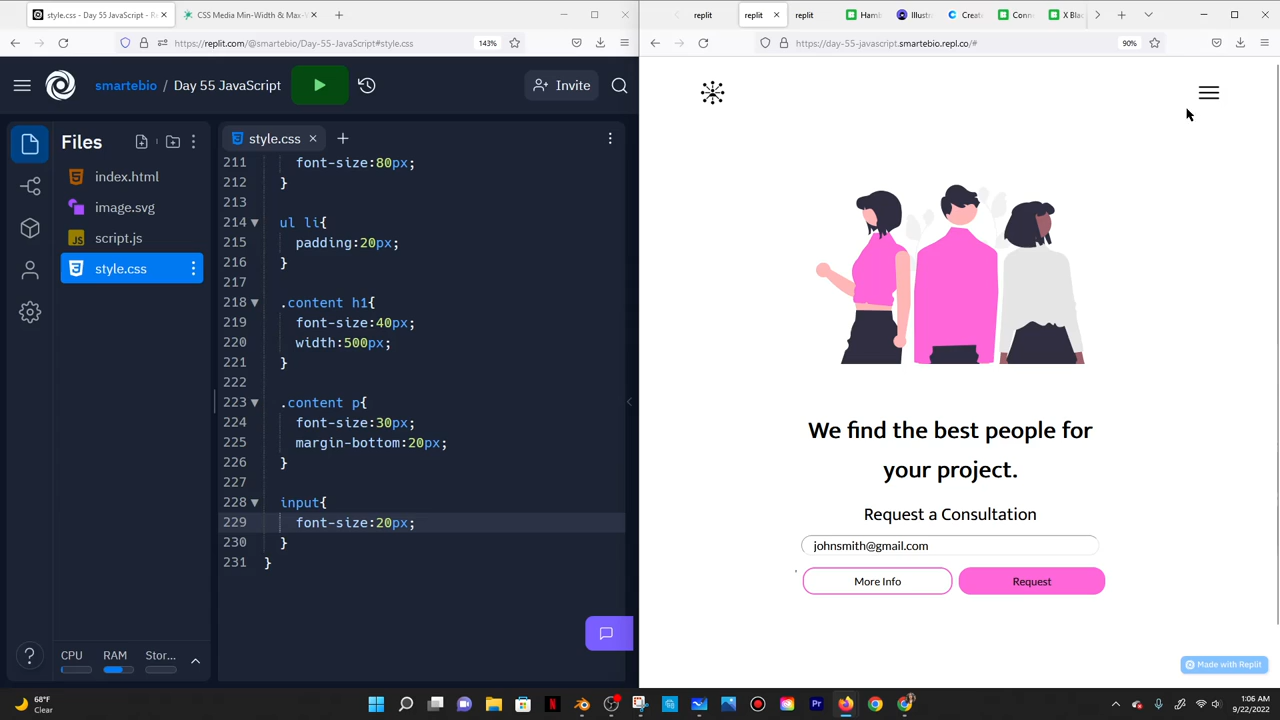 style.css - Day 55 JavaScript - R
CSS Media Min-Width & Max-
https://replit.com/@smartebio/Day-55-JavaScript#style.css
143%
smartebio / Day 55 JavaScript
Invite
Files
index.html
image.svg
script.js
style.css
style.css
211 font-size:80px;
212 }
213
214 ul li{
215 padding:20px;
216 }
217
218 .content h1{
219 font-size:40px;
220 width:500px;
221 }
222
223 .content p{
224 font-size:30px;
225 margin-bottom:20px;
226 }
227
228 input{
229 font-size:20px;
230 }
231 }
CPU
RAM
Stor...
replit
replit
replit
Hamb
Illustr
Creat
Conn
X Bla
https://day-55-javascript.smartebio.repl.co/#
90%
We find the best people for
your project.
Request a Consultation
johnsmith@gmail.com
More Info
Request
Made with Replit
68°F
Clear
1:06 AM
9/22/2022